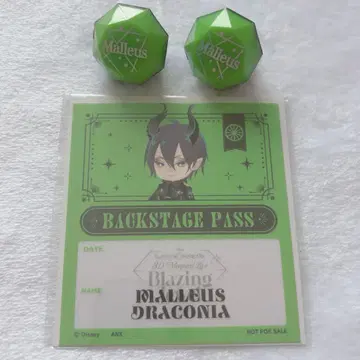 Malleus
Malleus
BACKSTAGE PASS
DATE
Blazing
NAME
MALLEUS
DRACONIA
© Disney
NOT FOR SALE